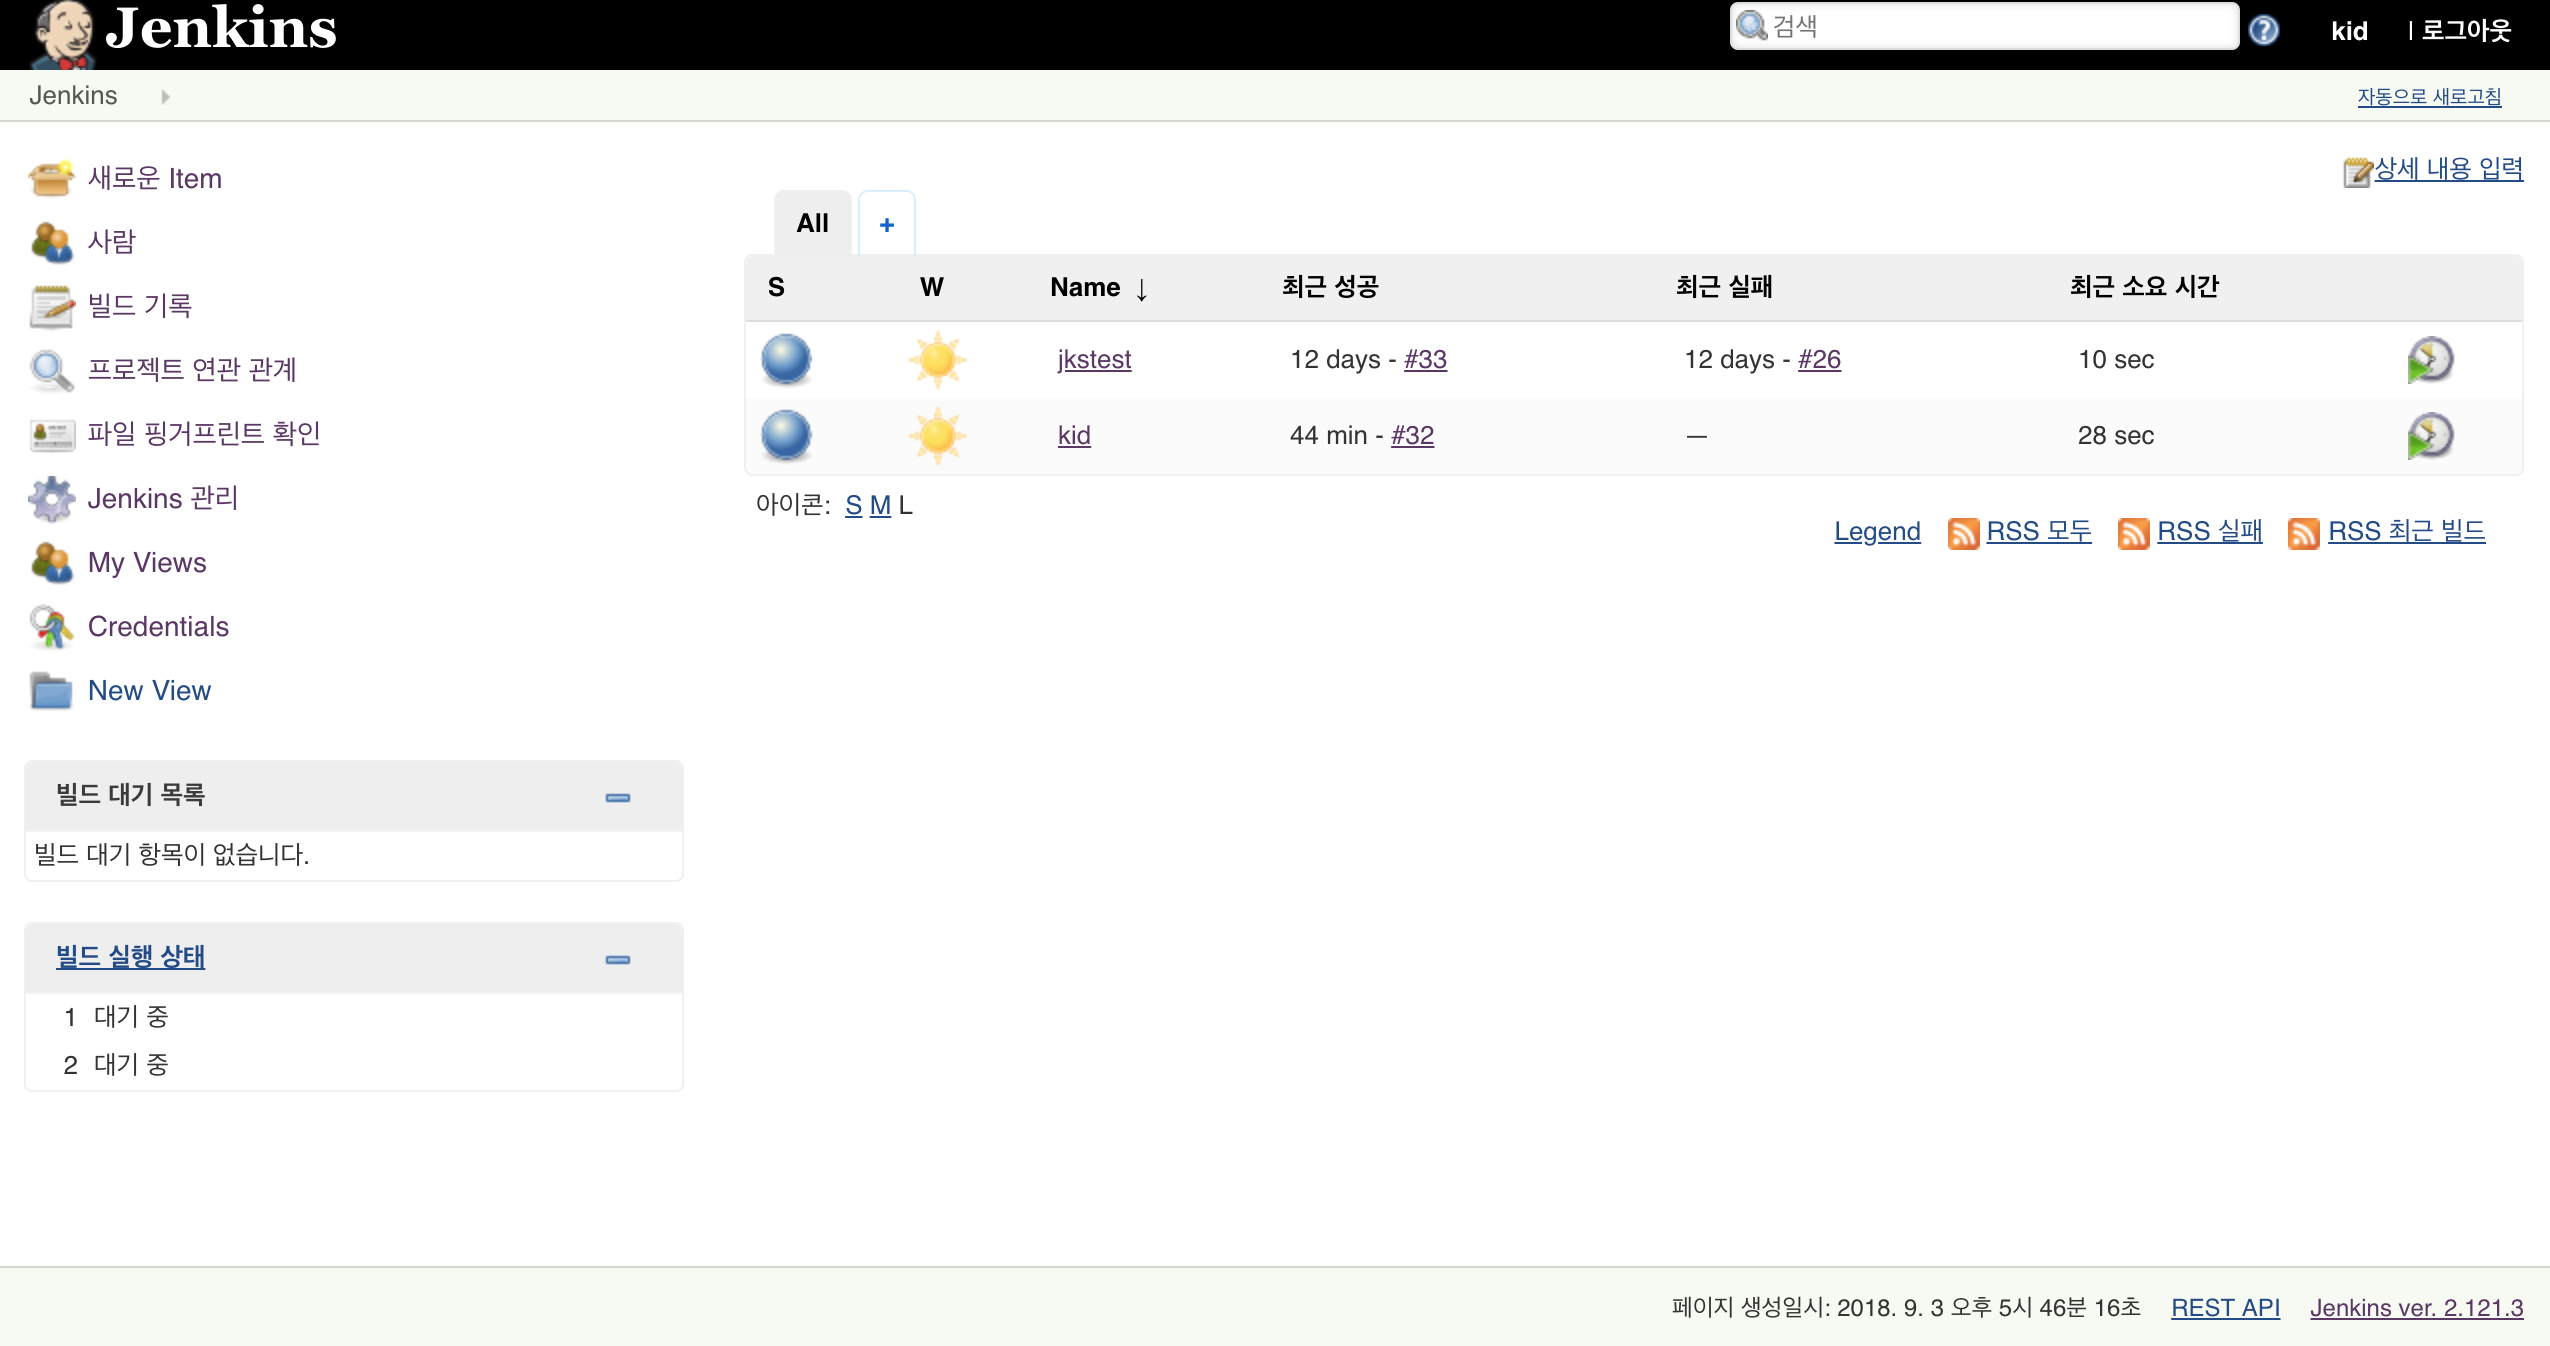 Jenkins
검색
kid | 로그아웃
Jenkins
자동으로 새로고침
새로운 Item
사람
빌드 기록
프로젝트 연관 관계
파일 핑거프린트 확인
Jenkins 관리
My Views
Credentials
New View
빌드 대기 목록
빌드 대기 항목이 없습니다.
빌드 실행 상태
1 대기 중
2 대기 중
상세 내용 입력
All +
S W Name ↓ 최근 성공 최근 실패 최근 소요 시간
jkstest 12 days - #33 12 days - #26 10 sec
kid 44 min - #32 — 28 sec
아이콘: S M L
Legend RSS 모두 RSS 실패 RSS 최근 빌드
페이지 생성일시: 2018. 9. 3 오후 5시 46분 16초 REST API Jenkins ver. 2.121.3